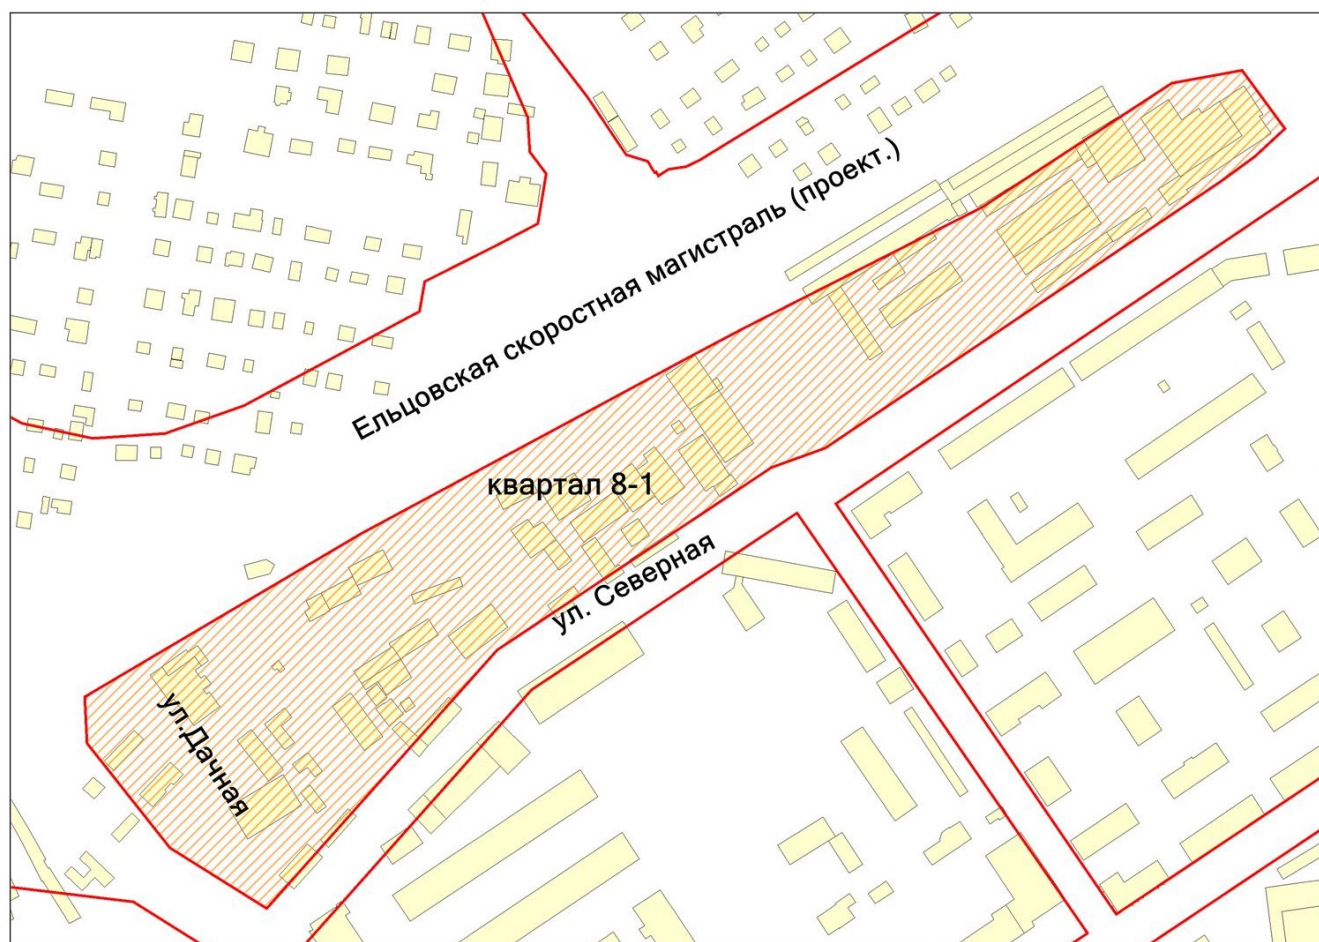 Ельцовская скоростная магистраль (проект.)
квартал 8-1
ул. Северная
ул.Дачная